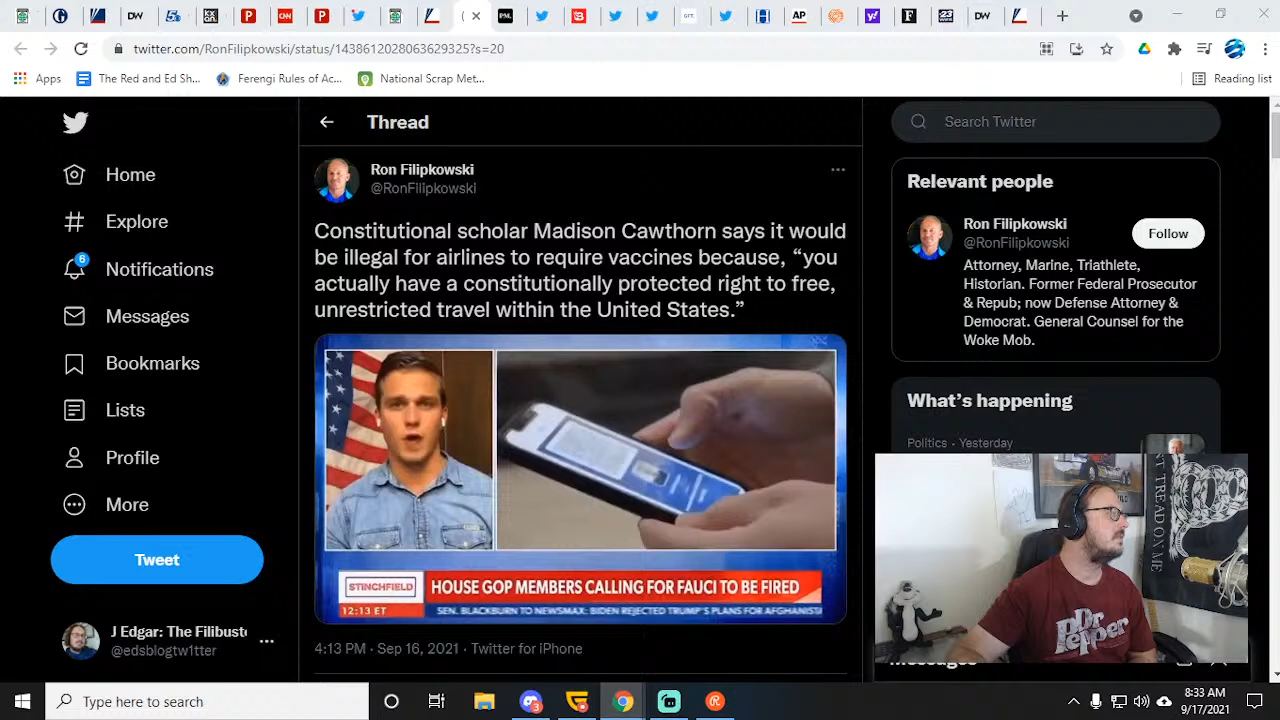 twitter.com/RonFilipkowski/status/1438612028063629325?s=20
Apps
The Red and Ed Sh...
Ferengi Rules of Ac...
National Scrap Met...
Reading list
Home
Explore
6
Notifications
Messages
Bookmarks
Lists
Profile
More
Tweet
J Edgar: The Filibust
@edsblogtw1tter
Thread
Ron Filipkowski
@RonFilipkowski
Constitutional scholar Madison Cawthorn says it would
be illegal for airlines to require vaccines because, “you
actually have a constitutionally protected right to free,
unrestricted travel within the United States.”
STINCHFIELD
HOUSE GOP MEMBERS CALLING FOR FAUCI TO BE FIRED
12:13 ET
SEN. BLACKBURN TO NEWSMAX: BIDEN REJECTED TRUMP'S PLANS FOR AFGHANISTA
4:13 PM · Sep 16, 2021 · Twitter for iPhone
Search Twitter
Relevant people
Ron Filipkowski
@RonFilipkowski
Follow
Attorney, Marine, Triathlete,
Historian. Former Federal Prosecutor
& Repub; now Defense Attorney &
Democrat. General Counsel for the
Woke Mob.
What’s happening
Politics · Yesterday
T TREAD ON ME
Dr Pepper
Messages
Type here to search
3
8:33 AM
9/17/2021